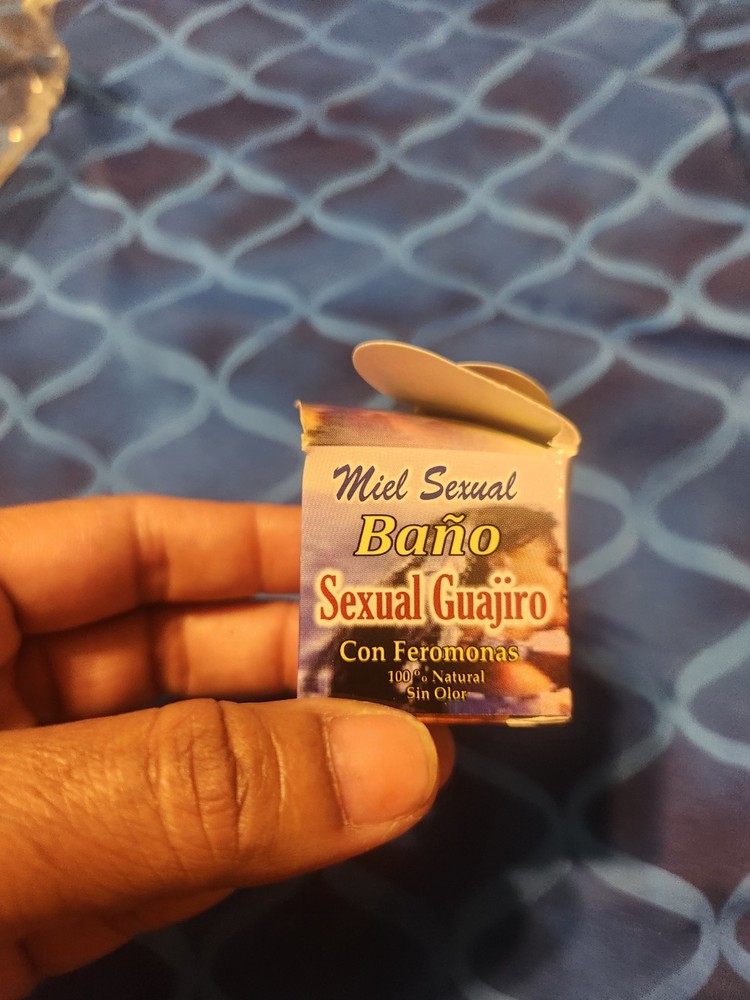 Miel Sexual
Baño
Sexual Guajiro
Con Feromonas
100% Natural
Sin Olor